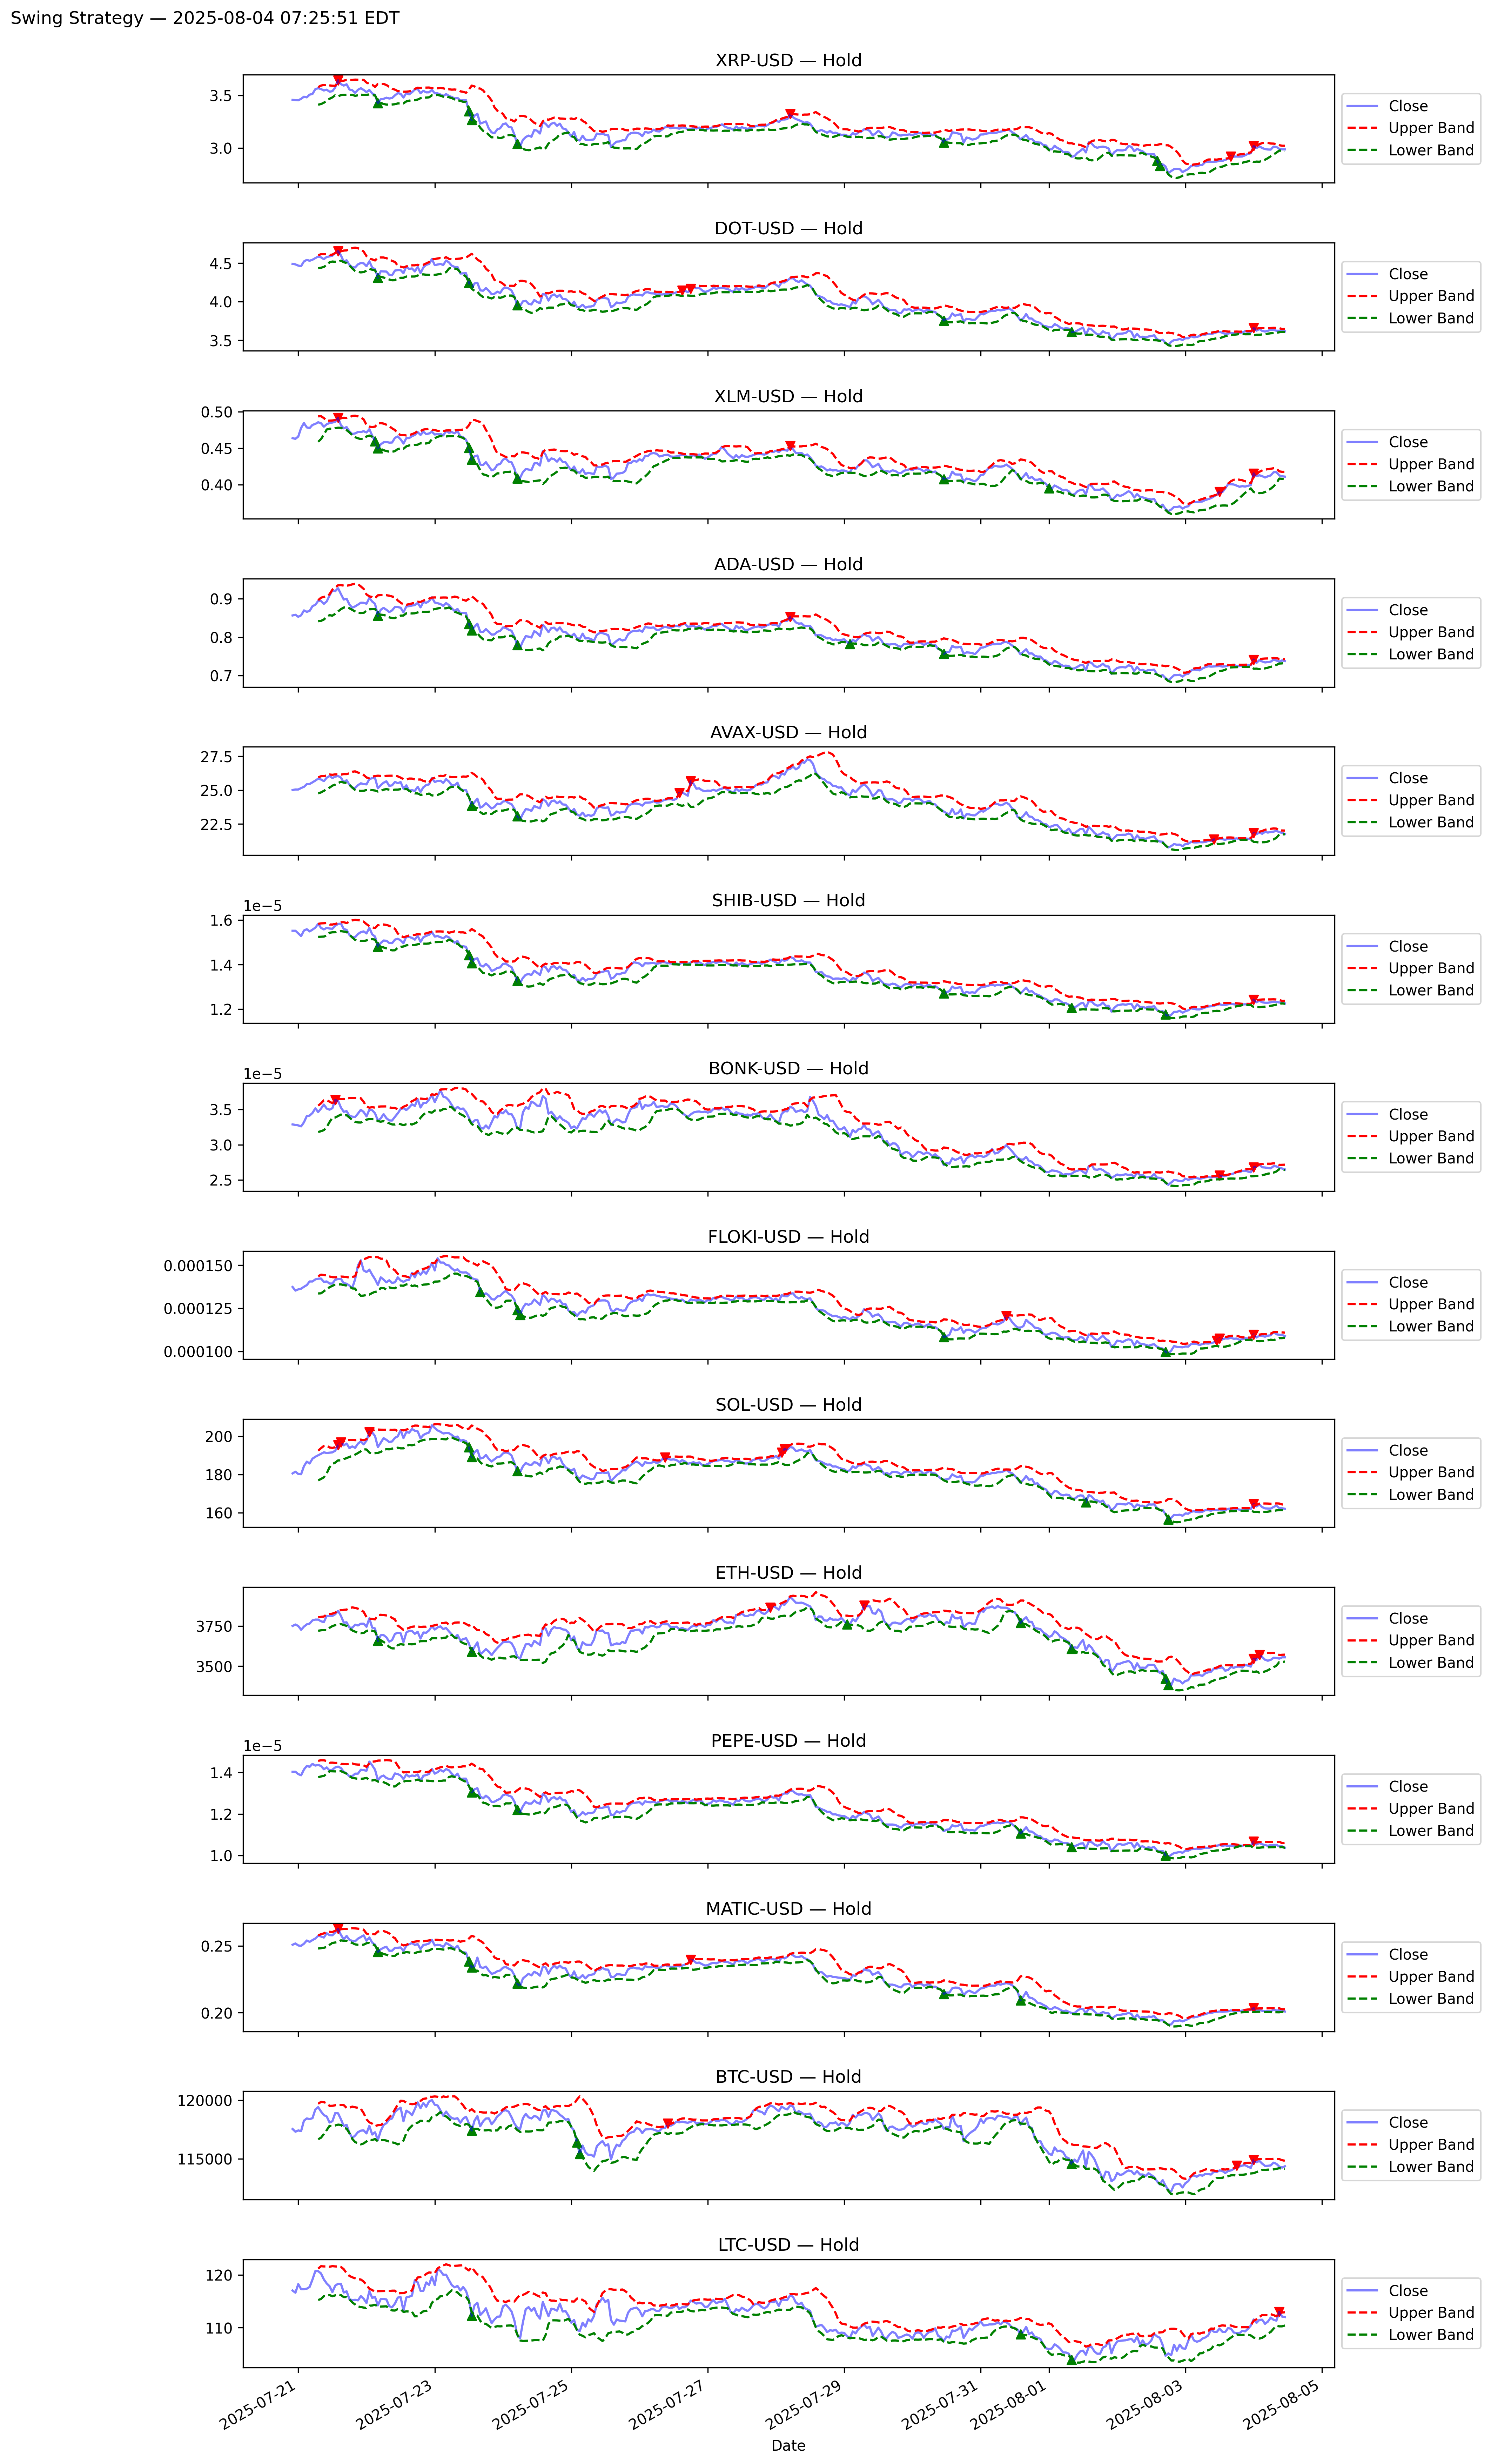 Swing Strategy — 2025-08-04 07:25:51 EDT
XRP-USD — Hold
3.5
3.0
Close
Upper Band
Lower Band
DOT-USD — Hold
4.5
4.0
3.5
Close
Upper Band
Lower Band
XLM-USD — Hold
0.50
0.45
0.40
Close
Upper Band
Lower Band
ADA-USD — Hold
0.9
0.8
0.7
Close
Upper Band
Lower Band
AVAX-USD — Hold
27.5
25.0
22.5
Close
Upper Band
Lower Band
SHIB-USD — Hold
1e−5
1.6
1.4
1.2
Close
Upper Band
Lower Band
BONK-USD — Hold
1e−5
3.5
3.0
2.5
Close
Upper Band
Lower Band
FLOKI-USD — Hold
0.000150
0.000125
0.000100
Close
Upper Band
Lower Band
SOL-USD — Hold
200
180
160
Close
Upper Band
Lower Band
ETH-USD — Hold
3750
3500
Close
Upper Band
Lower Band
PEPE-USD — Hold
1e−5
1.4
1.2
1.0
Close
Upper Band
Lower Band
MATIC-USD — Hold
0.25
0.20
Close
Upper Band
Lower Band
BTC-USD — Hold
120000
115000
Close
Upper Band
Lower Band
LTC-USD — Hold
120
110
Close
Upper Band
Lower Band
2025-07-21
2025-07-23
2025-07-25
2025-07-27
2025-07-29
2025-07-31
2025-08-01
2025-08-03
2025-08-05
Date